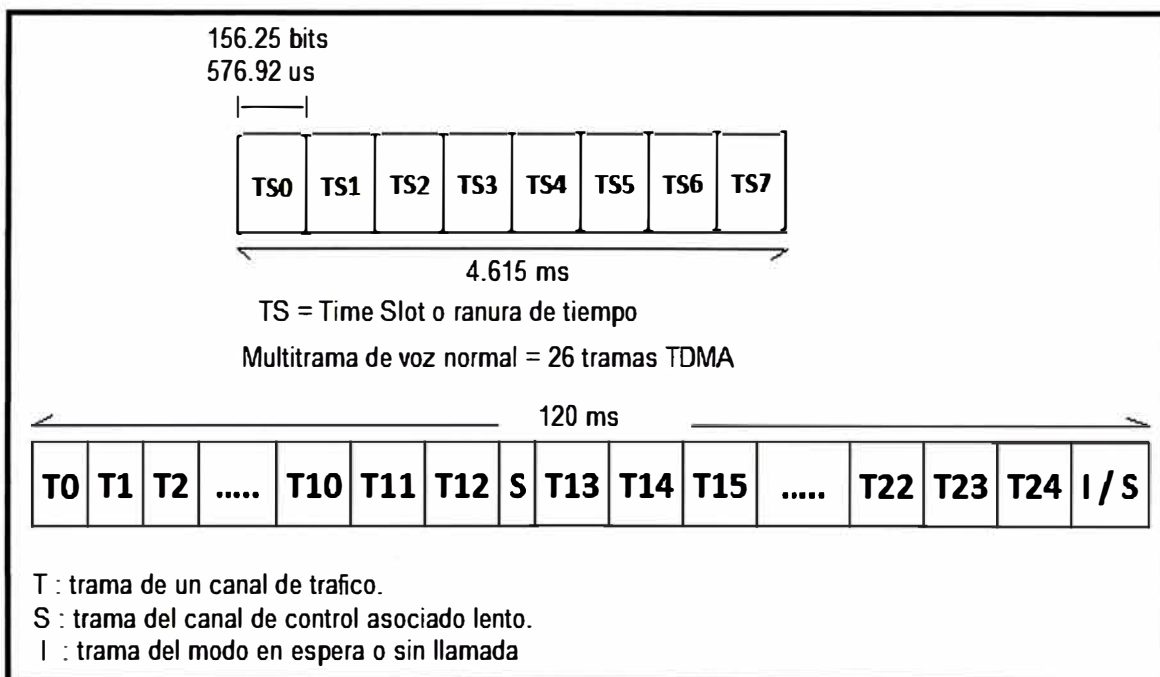 156.25 bits
576.92 us
TS0 TS1 TS2 TS3 TS4 TS5 TS6 TS7
4.615 ms
TS = Time Slot o ranura de tiempo
Multitrama de voz normal = 26 tramas TDMA
120 ms
T0 T1 T2 ..... T10 T11 T12 S T13 T14 T15 ..... T22 T23 T24 I / S
T : trama de un canal de trafico.
S : trama del canal de control asociado lento.
I : trama del modo en espera o sin llamada